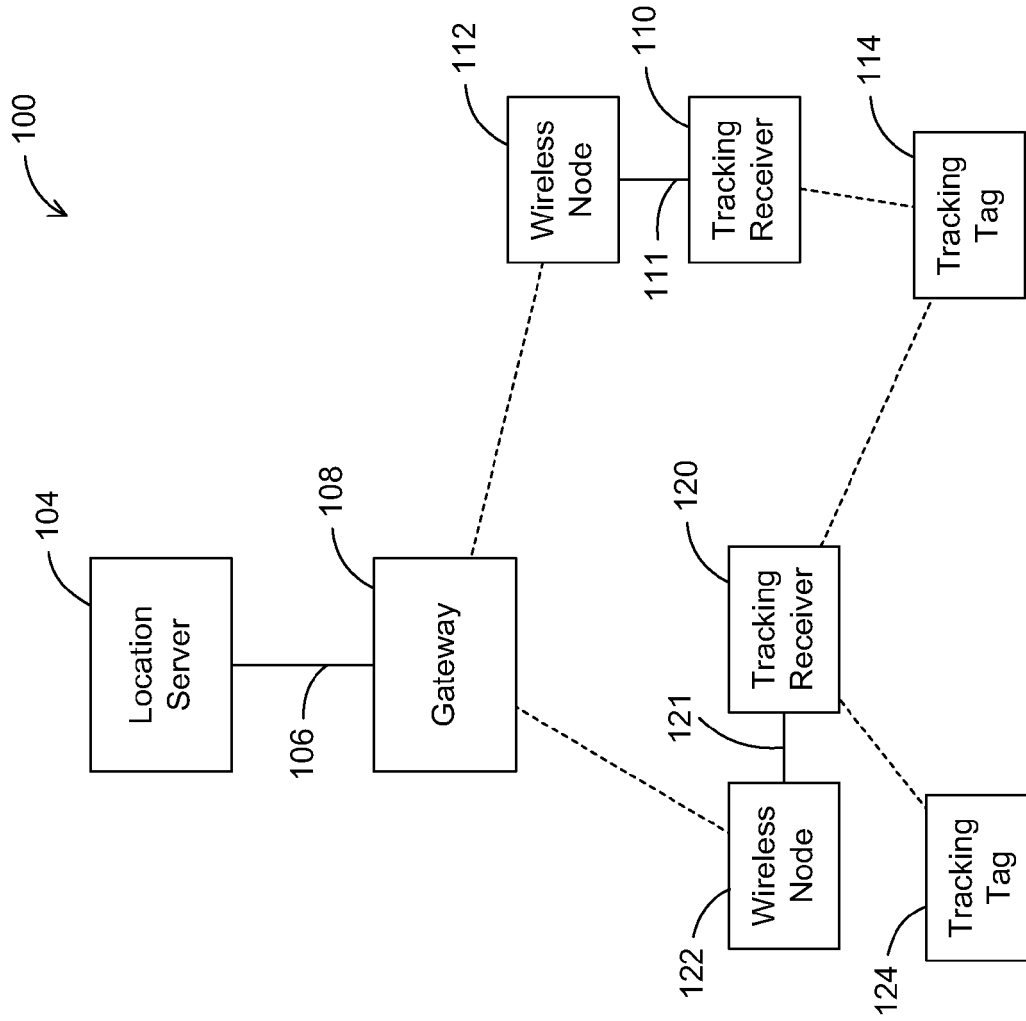 100
104
Location
Server
106
108
Gateway
112
Wireless
Node
110
111
Tracking
Receiver
114
Tracking
Tag
120
Tracking
Receiver
121
122
Wireless
Node
124
Tracking
Tag